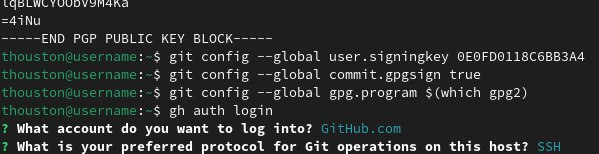 lqBLWCYOObV9M4Ka
=4iNu
-----END PGP PUBLIC KEY BLOCK-----
thouston@username:~$ git config --global user.signingkey 0E0FD0118C6BB3A4
thouston@username:~$ git config --global commit.gpgsign true
thouston@username:~$ git config --global gpg.program $(which gpg2)
thouston@username:~$ gh auth login
? What account do you want to log into? GitHub.com
? What is your preferred protocol for Git operations on this host? SSH